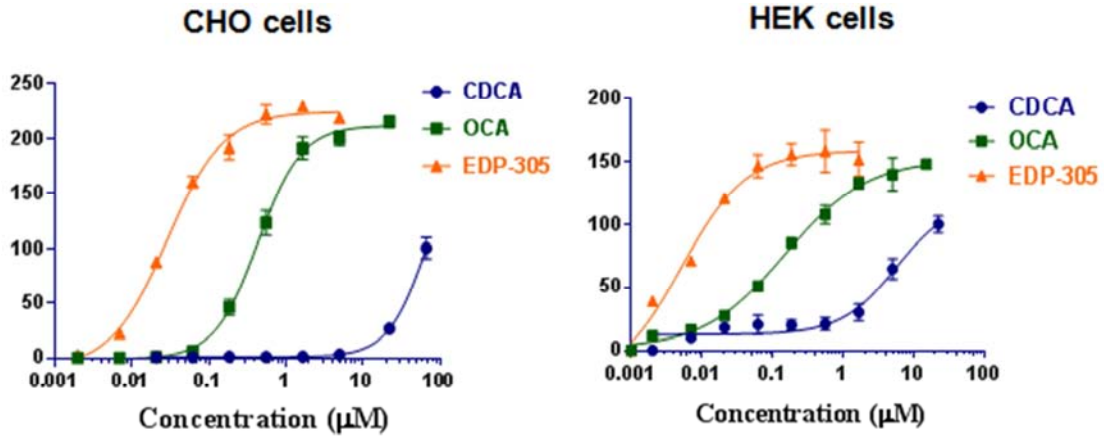 CHO cells
HEK cells
250
200
150
100
50
0
0.001 0.01 0.1 1 10 100
Concentration (μM)
CDCA
OCA
EDP-305
200
150
100
50
0
0.001 0.01 0.1 1 10 100
Concentration (μM)
CDCA
OCA
EDP-305